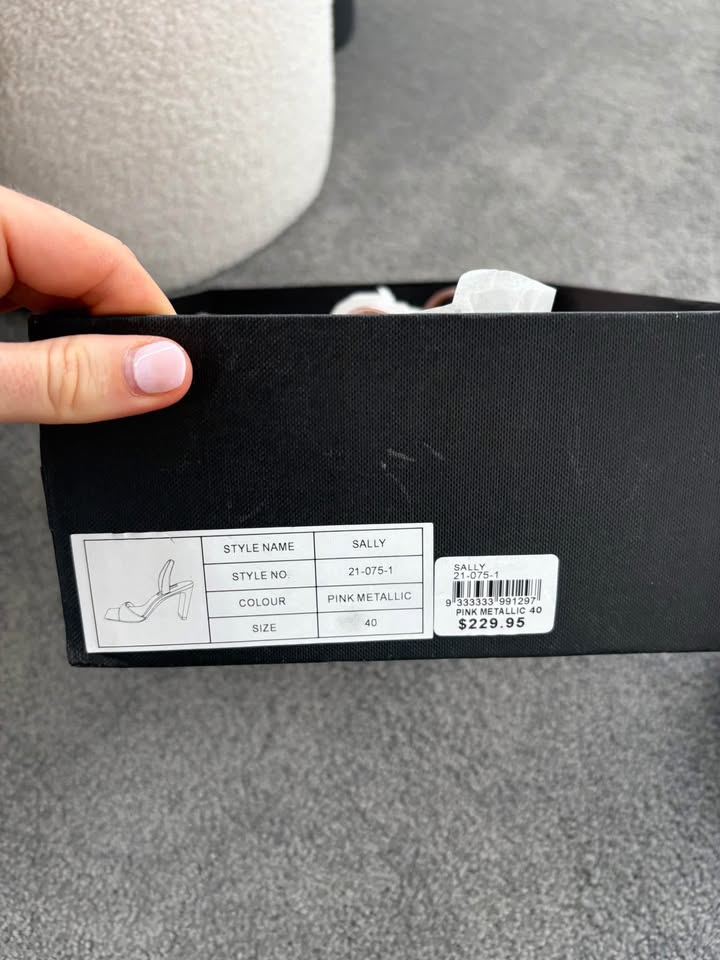 STYLE NAME SALLY
STYLE NO. 21-075-1
COLOUR PINK METALLIC
SIZE 40
SALLY
21-075-1
9 333333 991297
PINK METALLIC 40
$229.95